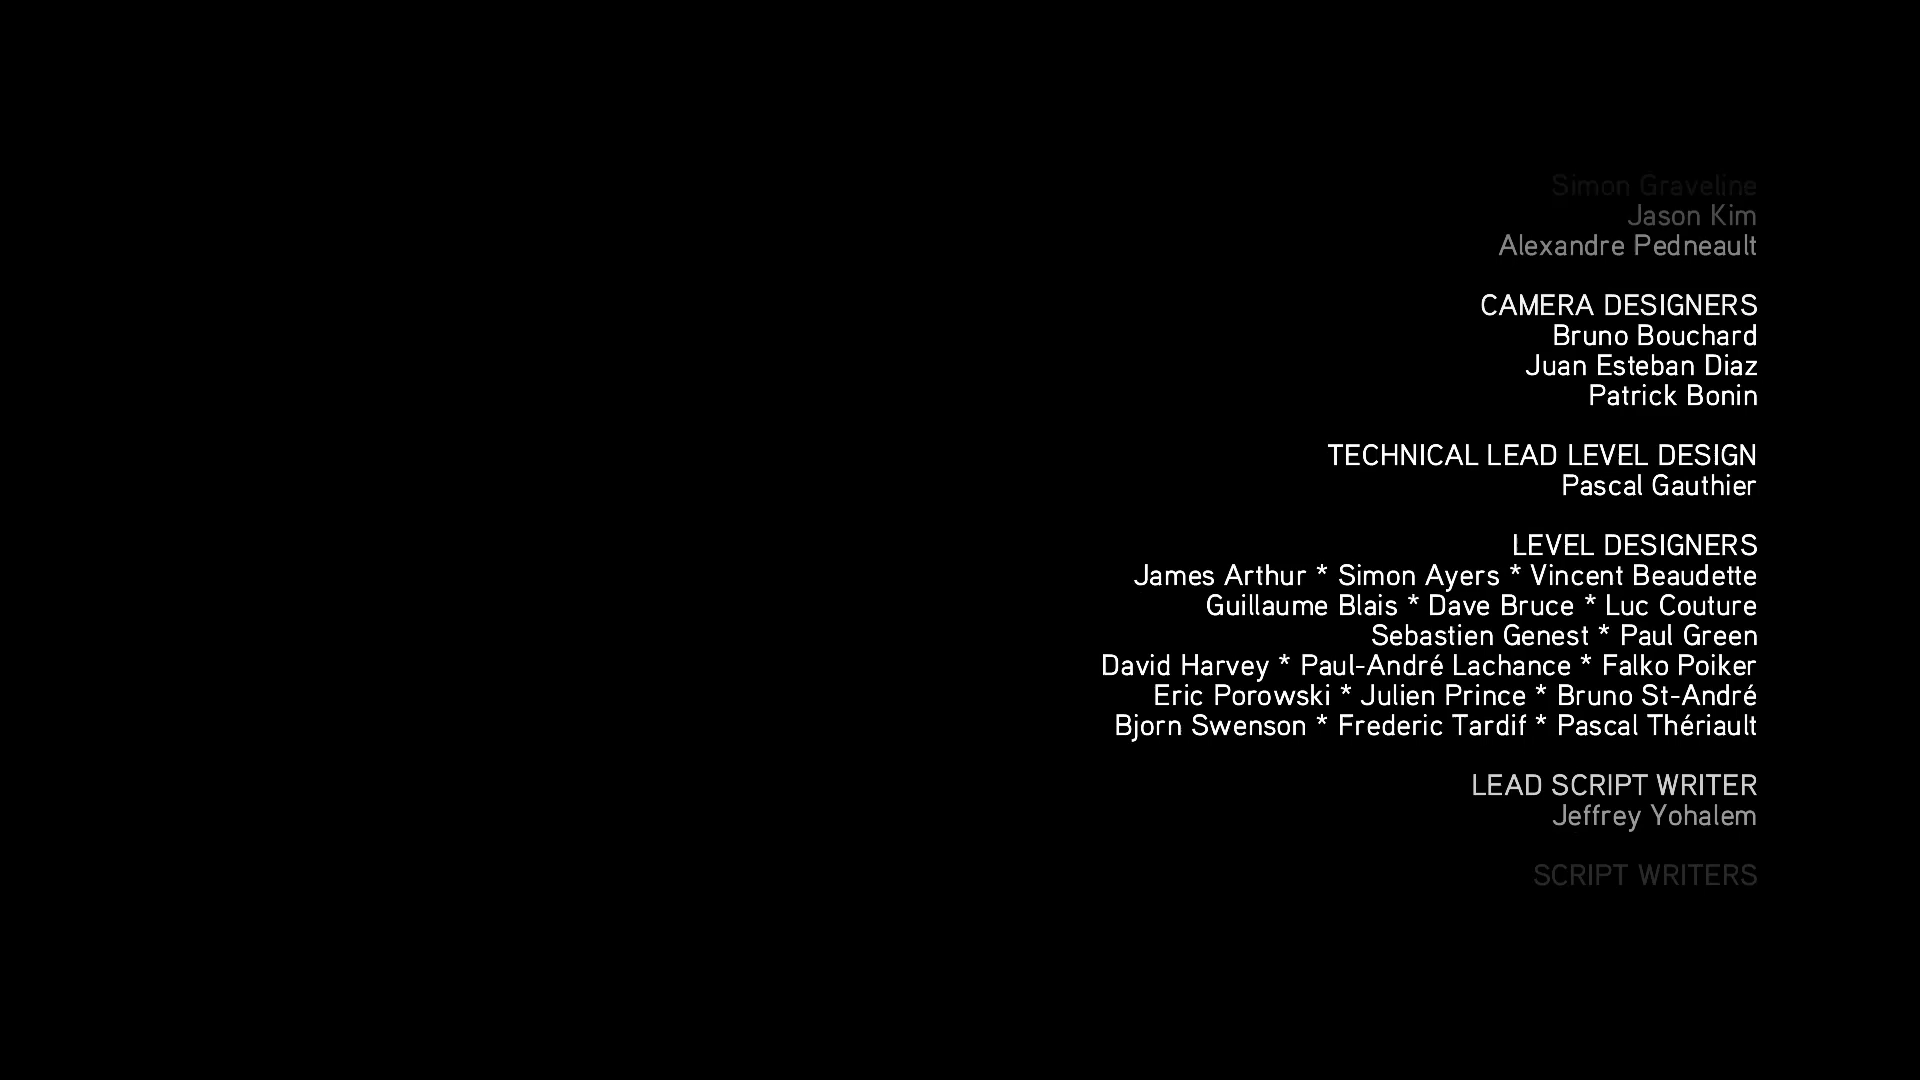 Simon Graveline
Jason Kim
Alexandre Pedneault
CAMERA DESIGNERS
Bruno Bouchard
Juan Esteban Diaz
Patrick Bonin
TECHNICAL LEAD LEVEL DESIGN
Pascal Gauthier
LEVEL DESIGNERS
James Arthur * Simon Ayers * Vincent Beaudette
Guillaume Blais * Dave Bruce * Luc Couture
Sebastien Genest * Paul Green
David Harvey * Paul-André Lachance * Falko Poiker
Eric Porowski * Julien Prince * Bruno St-André
Bjorn Swenson * Frederic Tardif * Pascal Thériault
LEAD SCRIPT WRITER
Jeffrey Yohalem
SCRIPT WRITERS